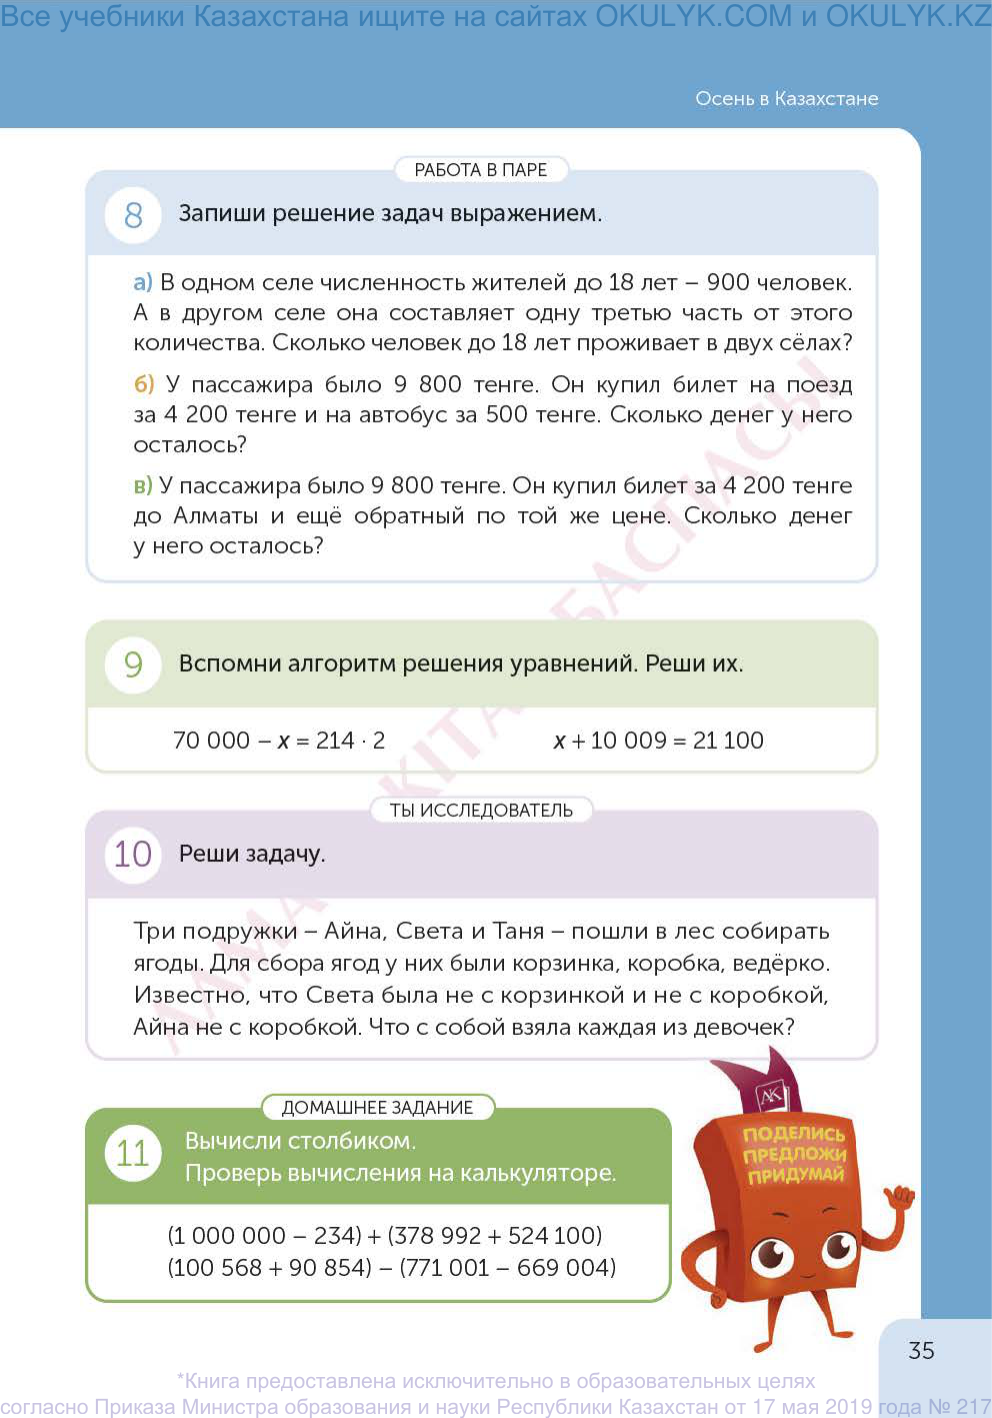 Все учебники Казахстана ищите на сайтах OKULYK.COM и OKULYK.KZ
Осень в Казахстане
РАБОТА В ПАРЕ
8 Запиши решение задач выражением.
а) В одном селе численность жителей до 18 лет – 900 человек.
А в другом селе она составляет одну третью часть от этого
количества. Сколько человек до 18 лет проживает в двух сёлах?
б) У пассажира было 9 800 тенге. Он купил билет на поезд
за 4 200 тенге и на автобус за 500 тенге. Сколько денег у него
осталось?
в) У пассажира было 9 800 тенге. Он купил билет за 4 200 тенге
до Алматы и ещё обратный по той же цене. Сколько денег
у него осталось?
9 Вспомни алгоритм решения уравнений. Реши их.
70 000 – x = 214 · 2 x + 10 009 = 21 100
ТЫ ИССЛЕДОВАТЕЛЬ
10 Реши задачу.
Три подружки – Айна, Света и Таня – пошли в лес собирать
ягоды. Для сбора ягод у них были корзинка, коробка, ведёрко.
Известно, что Света была не с корзинкой и не с коробкой,
Айна не с коробкой. Что с собой взяла каждая из девочек?
ДОМАШНЕЕ ЗАДАНИЕ
11 Вычисли столбиком.
Проверь вычисления на калькуляторе.
(1 000 000 – 234) + (378 992 + 524 100)
(100 568 + 90 854) – (771 001 – 669 004)
АК
ПОДЕЛИСЬ
ПРЕДЛОЖИ
ПРИДУМАЙ
35
*Книга предоставлена исключительно в образовательных целях
согласно Приказа Министра образования и науки Республики Казахстан от 17 мая 2019 года № 217